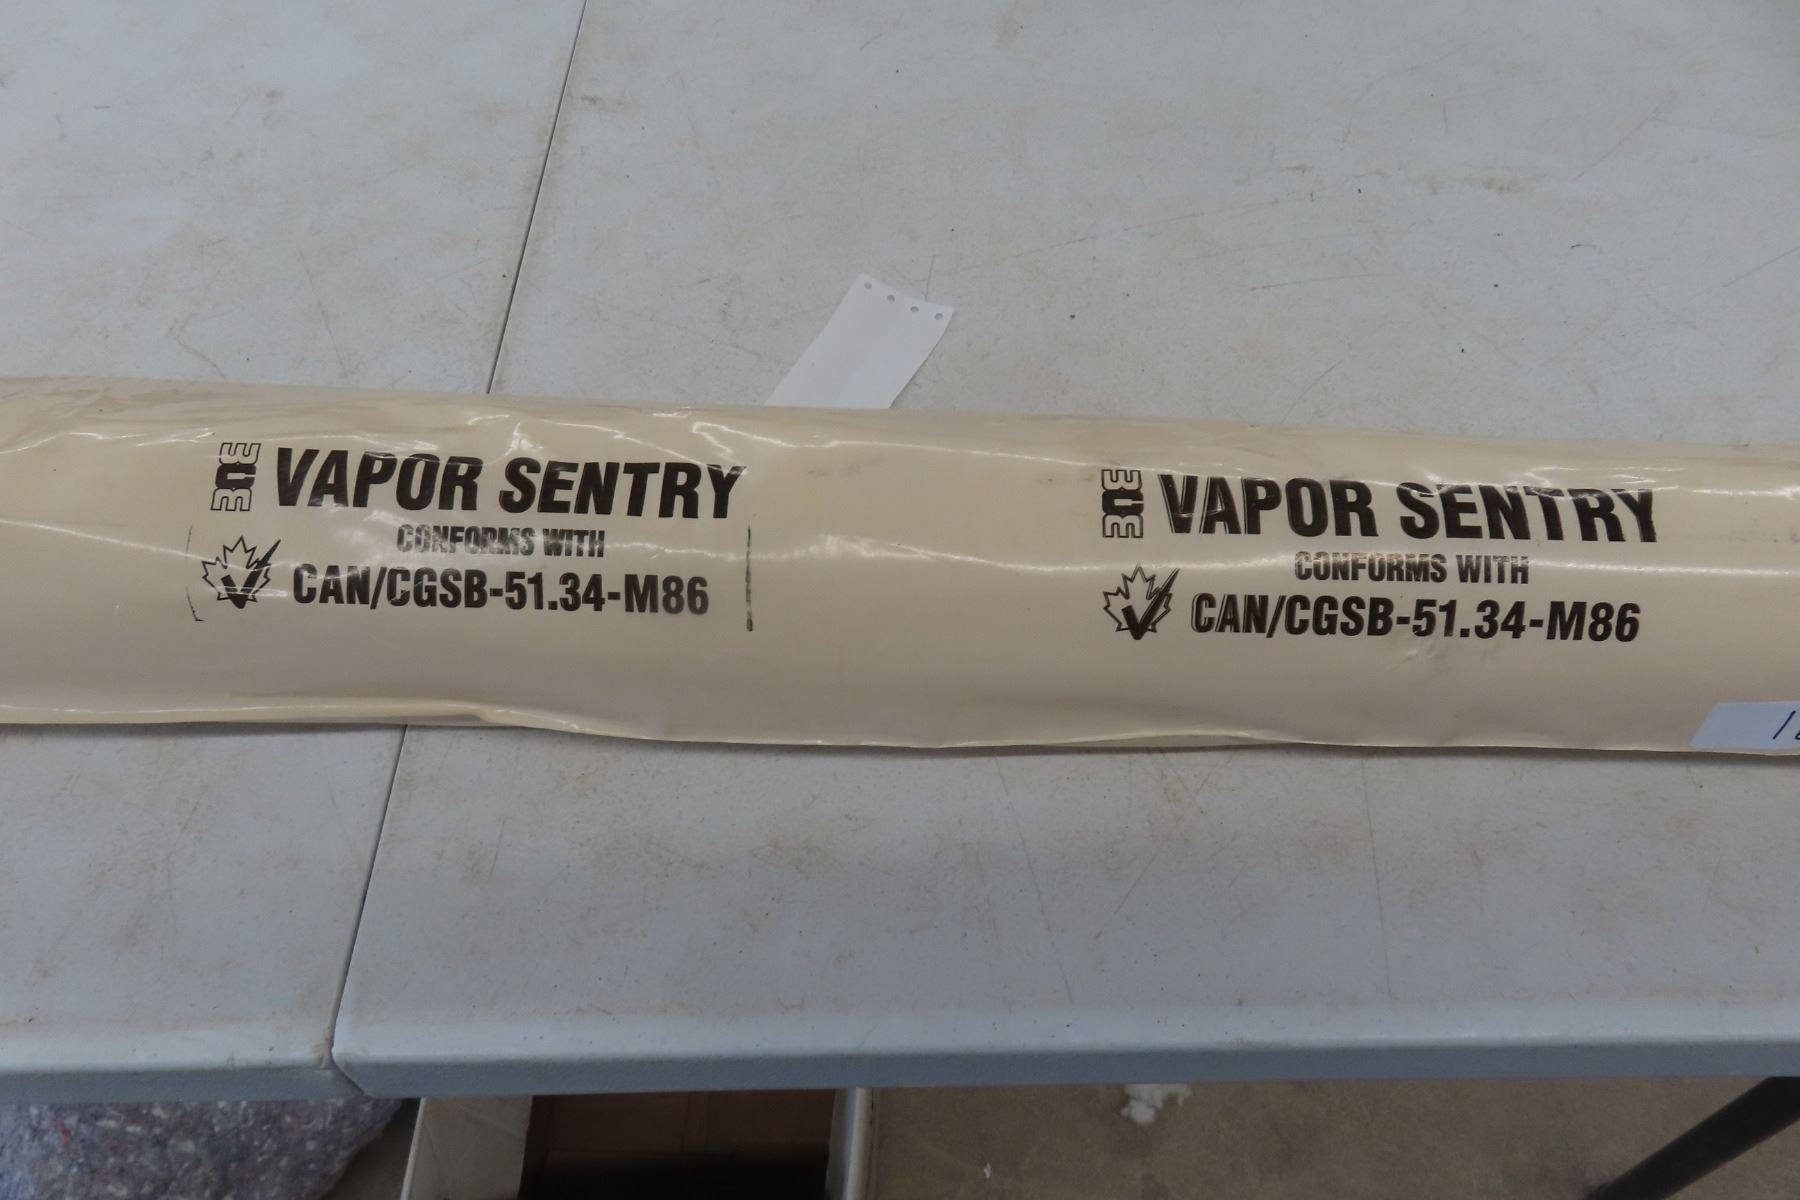 VAPOR SENTRY
CONFORMS WITH
CAN/CGSB-51.34-M86
VAPOR SENTRY
CONFORMS WITH
CAN/CGSB-51.34-M86